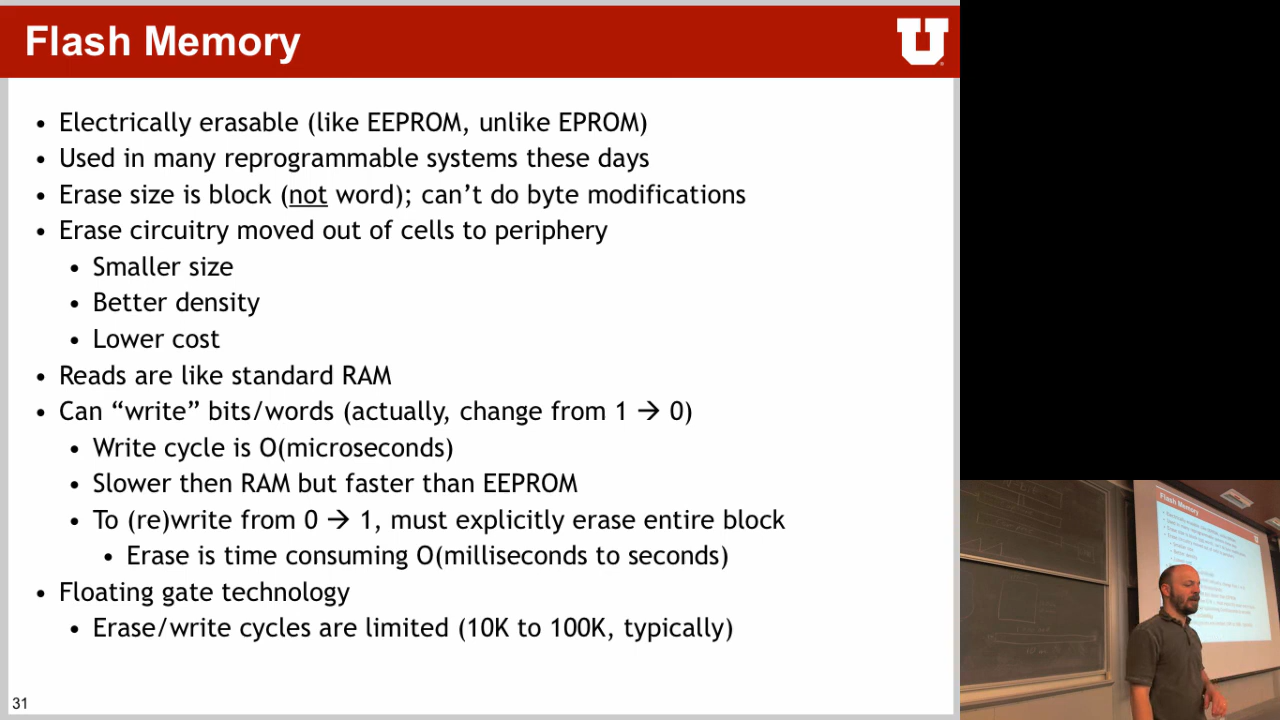 Flash Memory
U
• Electrically erasable (like EEPROM, unlike EPROM)
• Used in many reprogrammable systems these days
• Erase size is block (not word); can’t do byte modifications
• Erase circuitry moved out of cells to periphery
• Smaller size
• Better density
• Lower cost
• Reads are like standard RAM
• Can “write” bits/words (actually, change from 1 → 0)
• Write cycle is O(microseconds)
• Slower then RAM but faster than EEPROM
• To (re)write from 0 → 1, must explicitly erase entire block
• Erase is time consuming O(milliseconds to seconds)
• Floating gate technology
• Erase/write cycles are limited (10K to 100K, typically)
31
Flash Memory